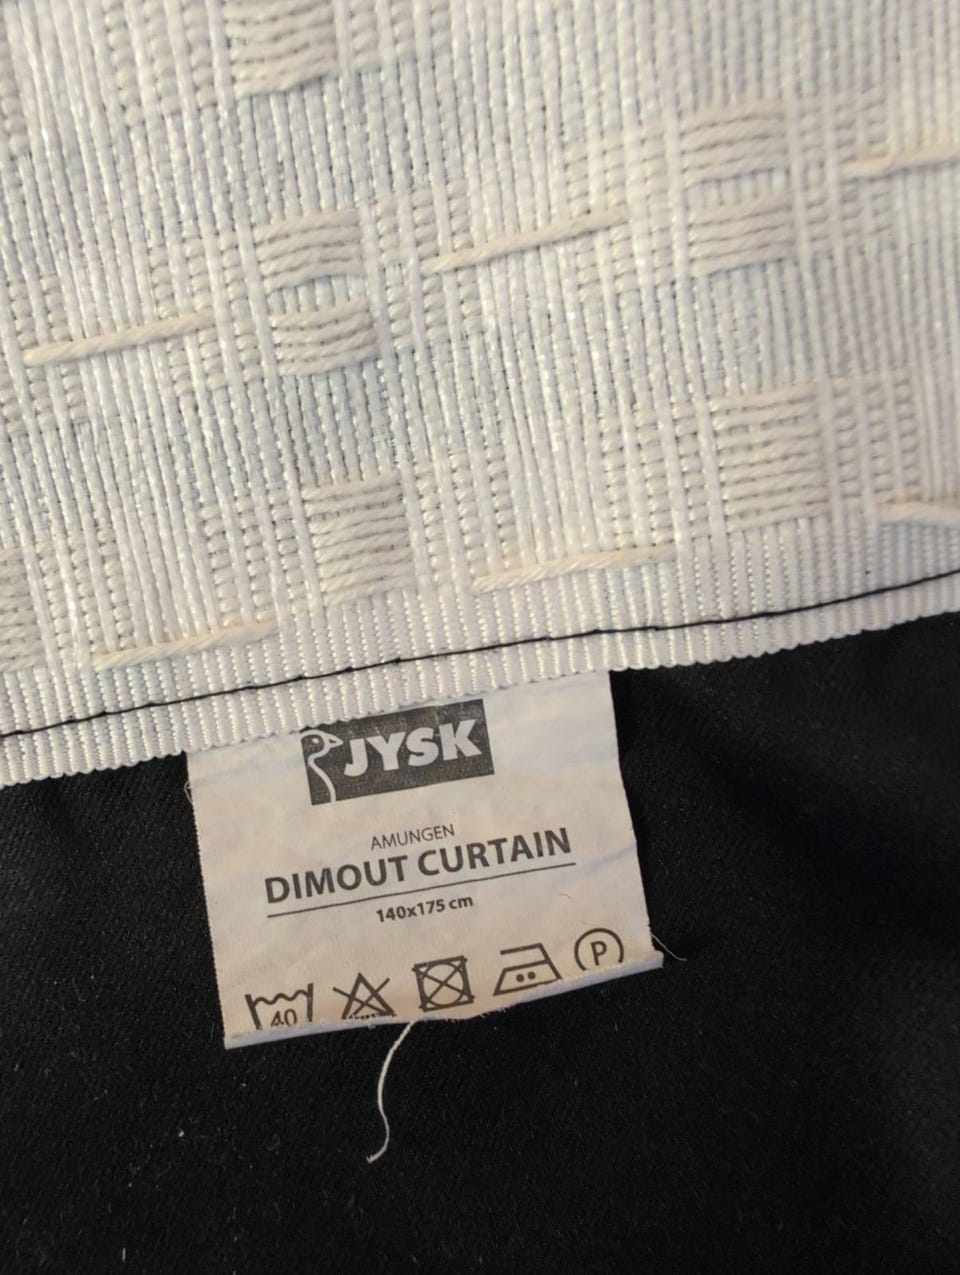 JYSK
AMUNGEN
DIMOUT CURTAIN
140x175 cm
40 P